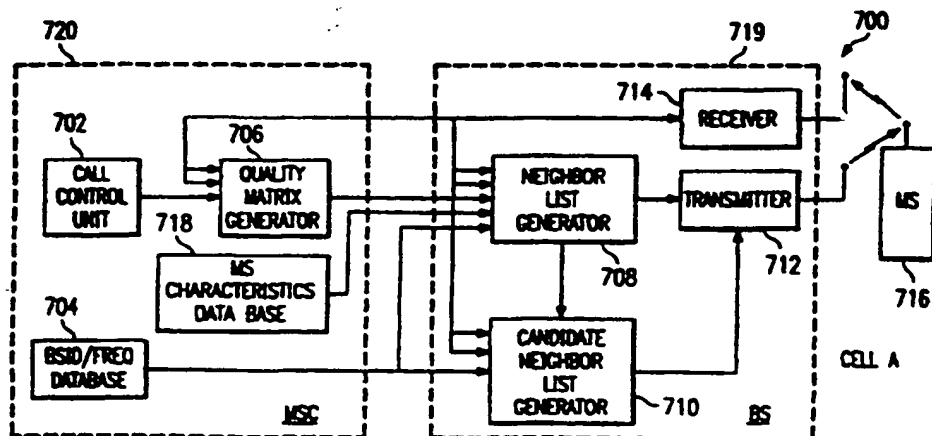 720
719
700
714
RECEIVER
702
CALL
CONTROL
UNIT
706
QUALITY
MATRIX
GENERATOR
NEIGHBOR
LIST
GENERATOR
708
TRANSMITTER
712
MS
716
718
MS
CHARACTERISTICS
DATA BASE
704
BSID/FREQ
DATABASE
CANDIDATE
NEIGHBOR
LIST
GENERATOR
710
CELL A
MSC
BS